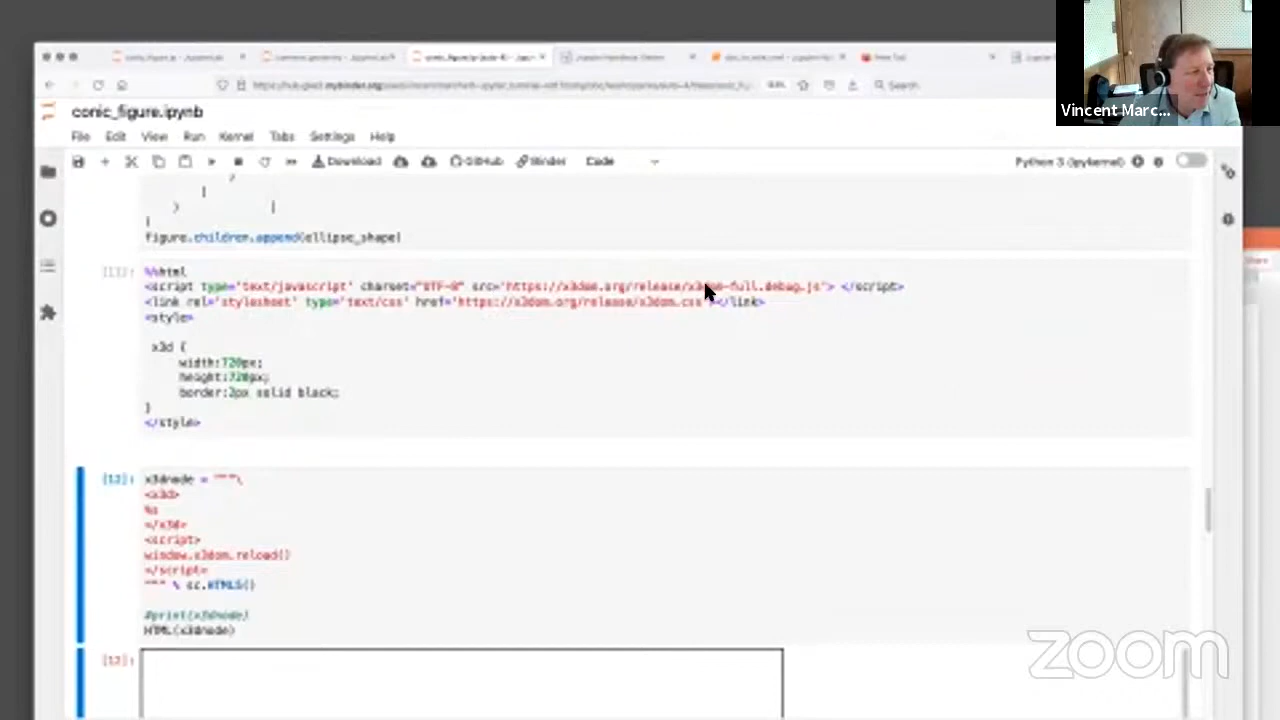 Vincent Marc...
conic_figure.ipynb
Search
File Edit View Run Kernel Tabs Settings Help
Download GitHub Binder Code Python 3 (ipykernel)
figure.children.append(ellipse_shape)
[11]: %%html
<script type='text/javascript' charset="UTF-8" src='https://x3dom.org/release/x3dom-full.debug.js'> </script>
<link rel='stylesheet' type='text/css' href='https://x3dom.org/release/x3dom.css'></link>
<style>
x3d {
width:720px;
height:720px;
border:2px solid black;
}
</style>
[12]: x3dnode = """\
<x3d>
%s
</x3d>
<script>
window.x3dom.reload()
</script>
""" % sc.HTML5()
#print(x3dnode)
HTML(x3dnode)
[12]:
zoom